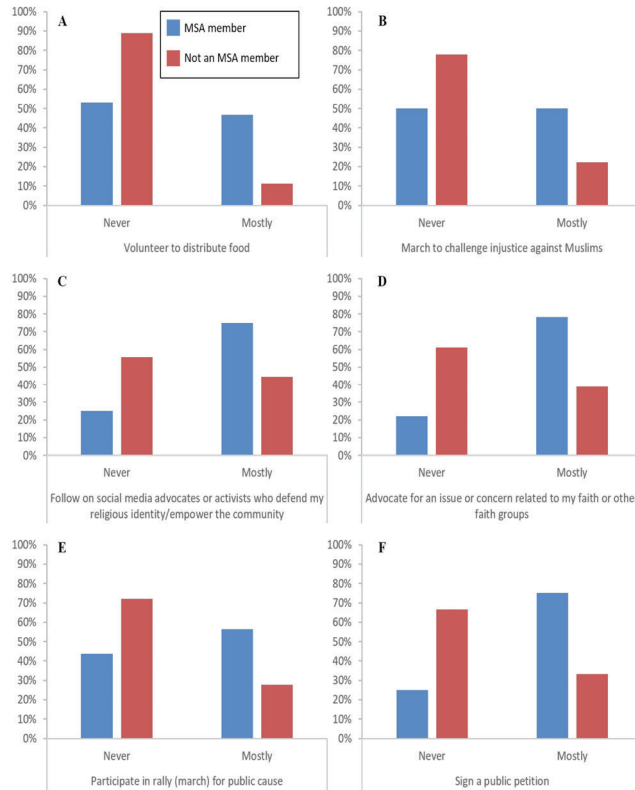 A
MSA member
Not an MSA member
100%
90%
80%
70%
60%
50%
40%
30%
20%
10%
0%
Never
Mostly
Volunteer to distribute food
B
100%
90%
80%
70%
60%
50%
40%
30%
20%
10%
0%
Never
Mostly
March to challenge injustice against Muslims
C
100%
90%
80%
70%
60%
50%
40%
30%
20%
10%
0%
Never
Mostly
Follow on social media advocates or activists who defend my
religious identity/empower the community
D
100%
90%
80%
70%
60%
50%
40%
30%
20%
10%
0%
Never
Mostly
Advocate for an issue or concern related to my faith or other
faith groups
E
100%
90%
80%
70%
60%
50%
40%
30%
20%
10%
0%
Never
Mostly
Participate in rally (march) for public cause
F
100%
90%
80%
70%
60%
50%
40%
30%
20%
10%
0%
Never
Mostly
Sign a public petition